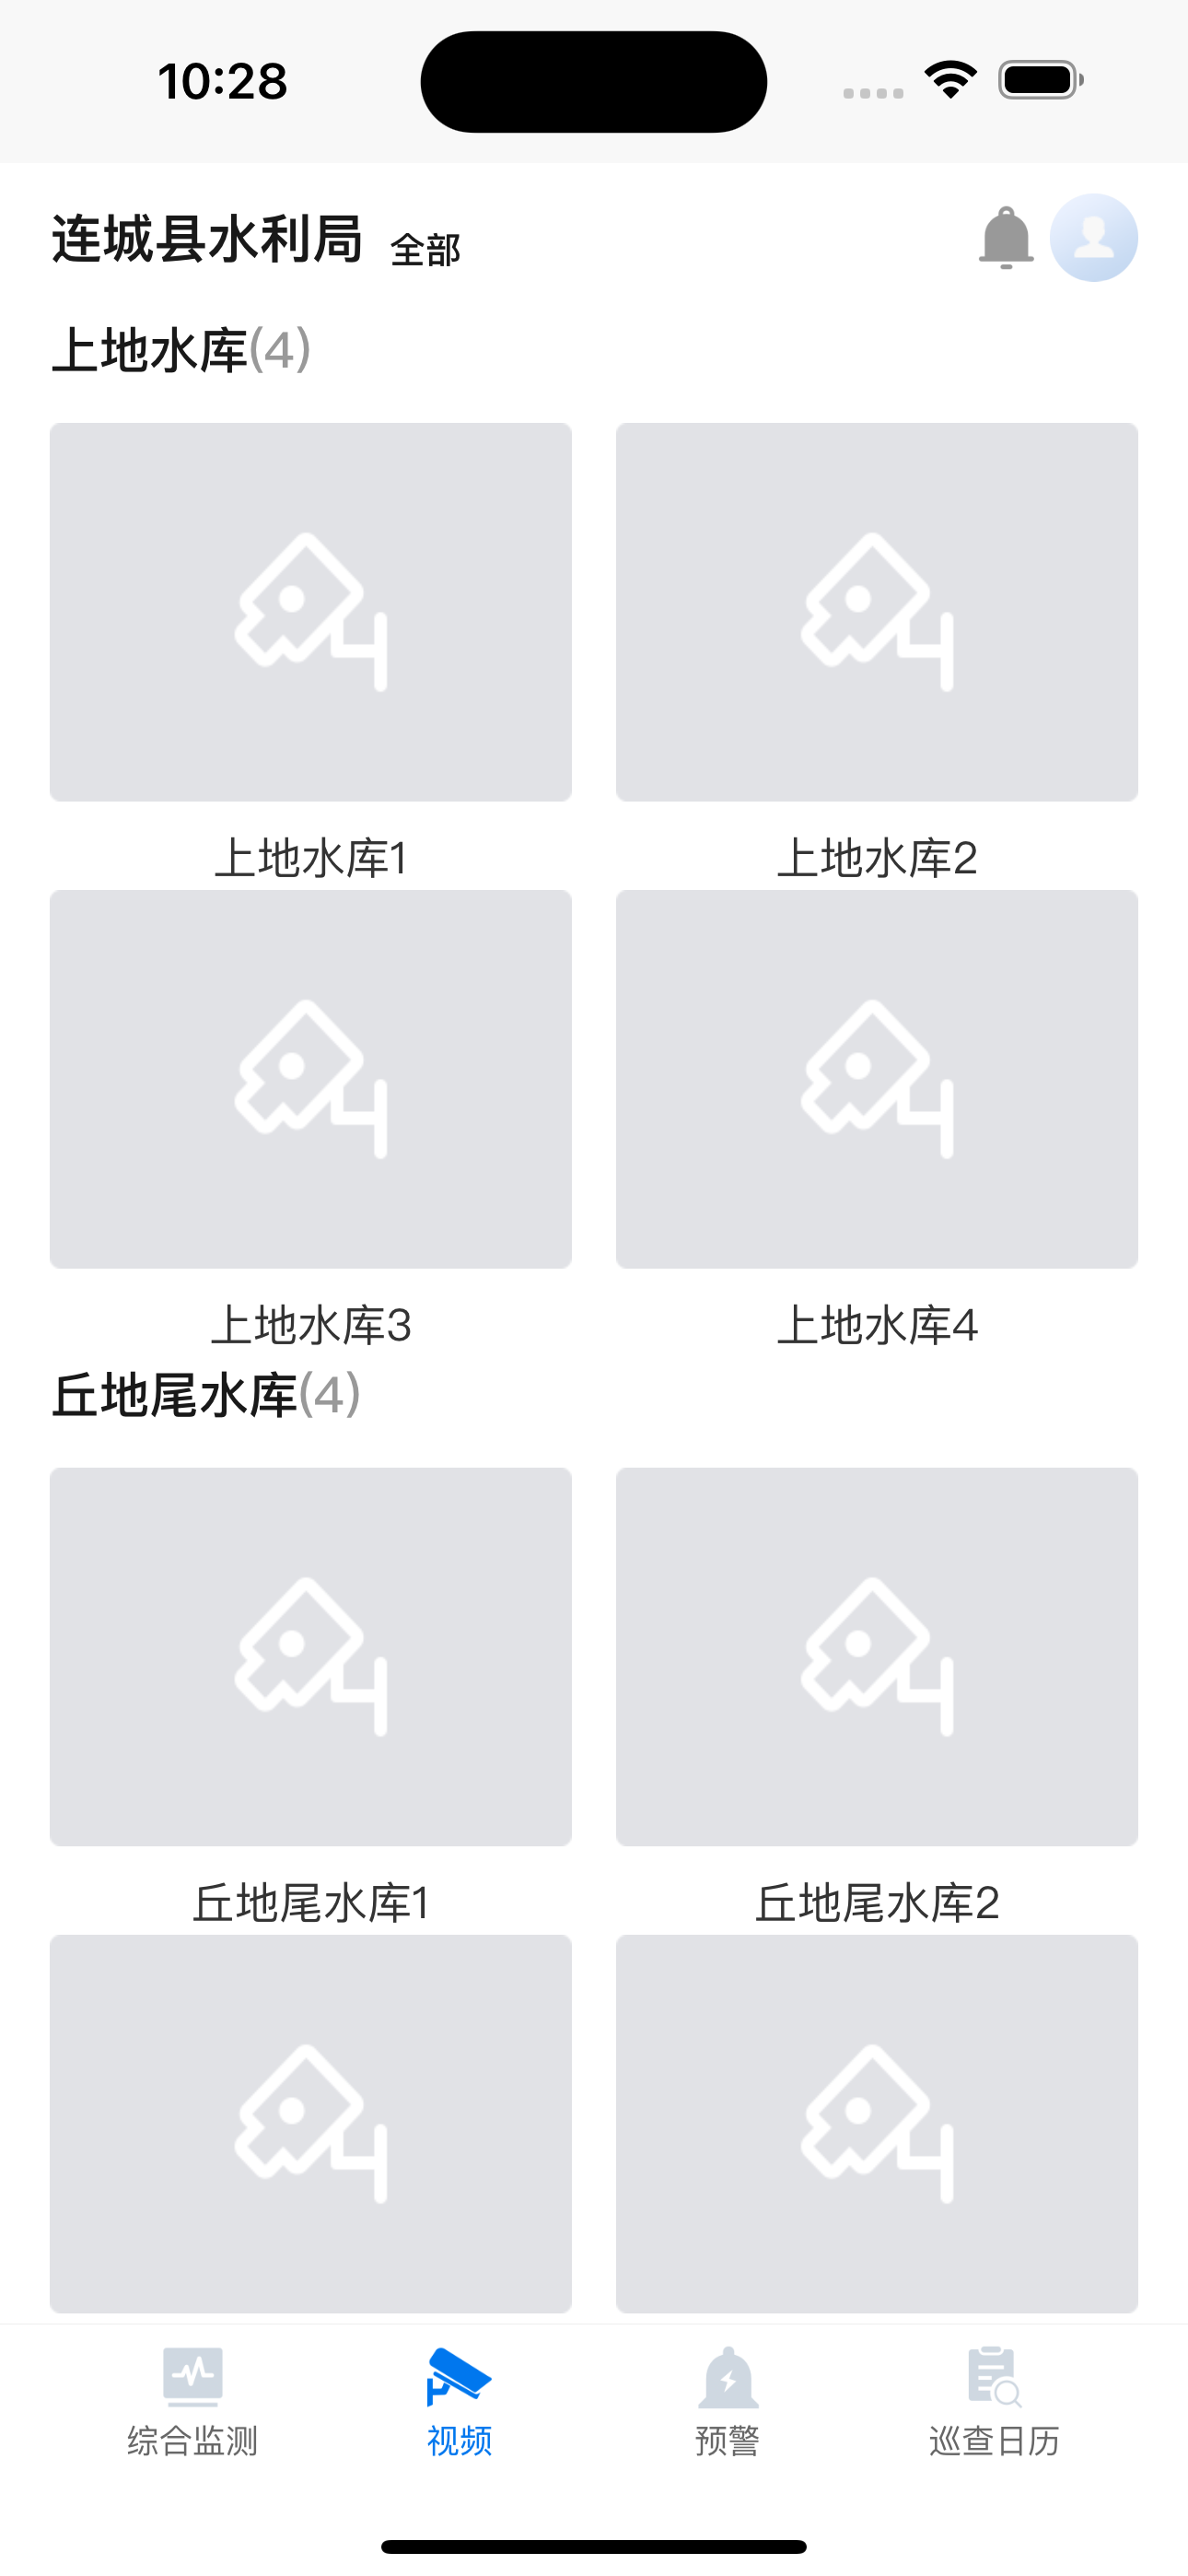 10:28
连城县水利局 全部
上地水库(4)
上地水库1 上地水库2
上地水库3 上地水库4
丘地尾水库(4)
丘地尾水库1 丘地尾水库2
综合监测 视频 预警 巡查日历